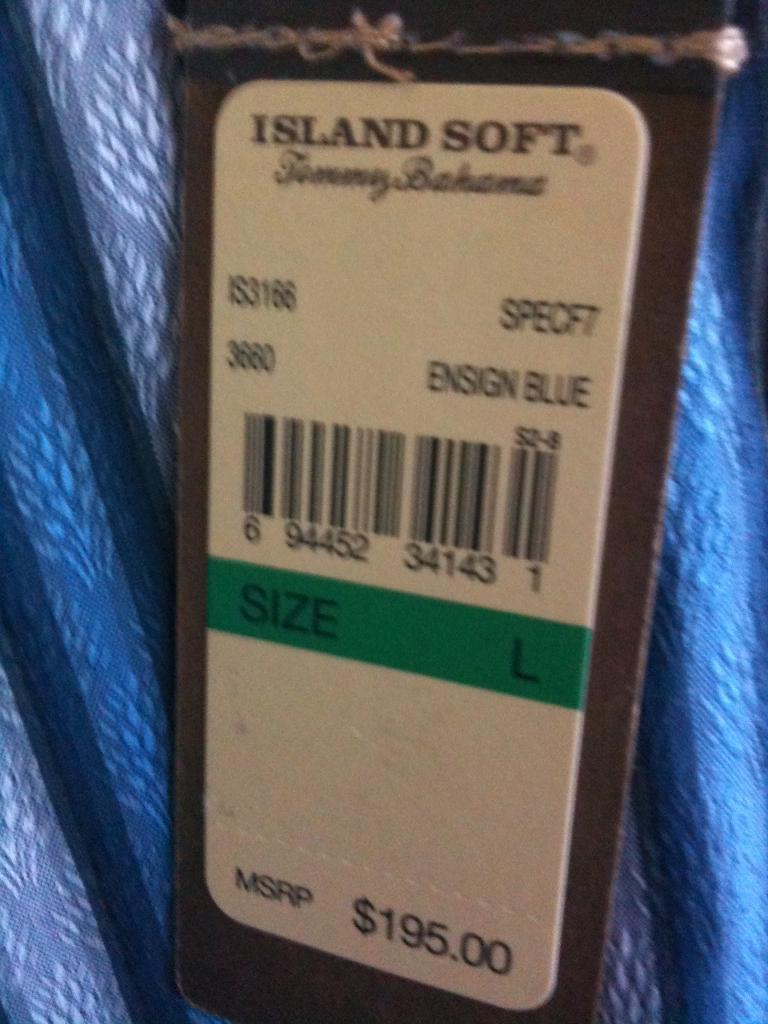 ISLAND SOFT®
Tommy Bahama
IS3166 SPECF7
3660 ENSIGN BLUE
S2-8
6 94452 34143 1
SIZE L
MSRP $195.00